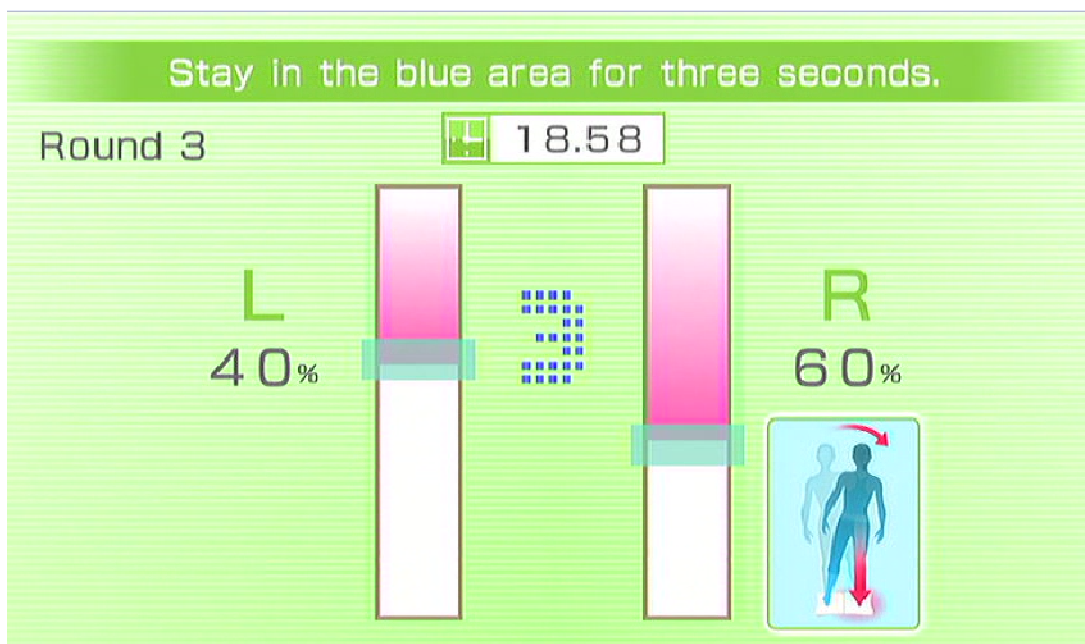 Stay in the blue area for three seconds.
Round 3
18.58
L
3
R
40%
60%